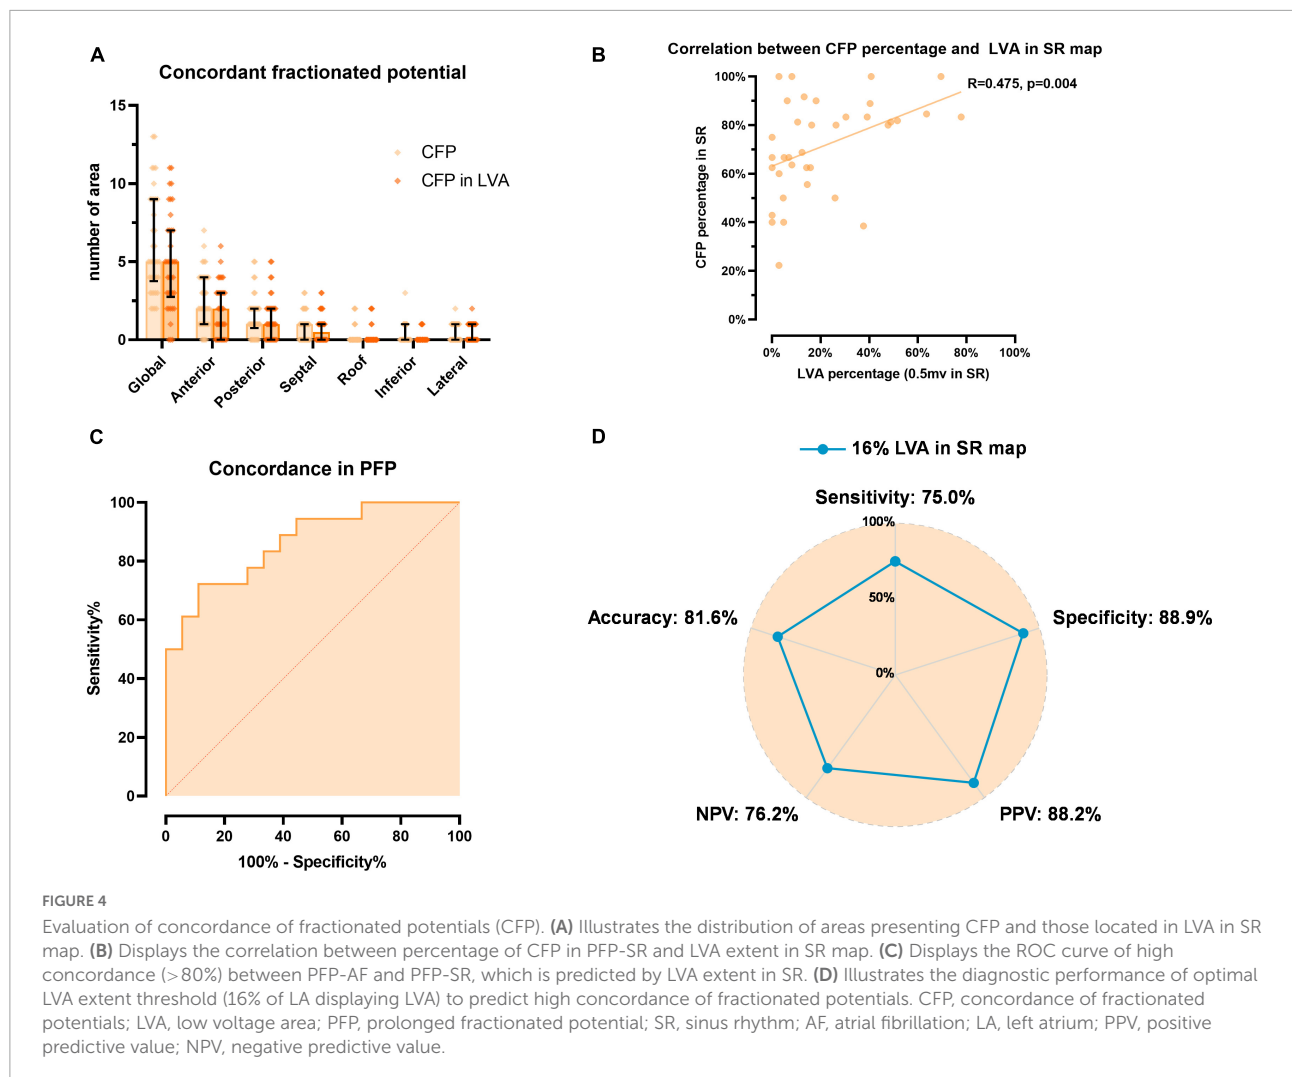 A
Concordant fractionated potential
15
10
5
0
number of area
CFP
CFP in LVA
Global
Anterior
Posterior
Septal
Roof
Inferior
Lateral
B
Correlation between CFP percentage and LVA in SR map
100%
80%
60%
40%
20%
0%
CFP percentage in SR
R=0.475, p=0.004
0% 20% 40% 60% 80% 100%
LVA percentage (0.5mv in SR)
C
Concordance in PFP
100
80
60
40
20
0
Sensitivity%
0 20 40 60 80 100
100% - Specificity%
D
16% LVA in SR map
Sensitivity: 75.0%
100%
50%
0%
Accuracy: 81.6%
Specificity: 88.9%
NPV: 76.2%
PPV: 88.2%
FIGURE 4
Evaluation of concordance of fractionated potentials (CFP). (A) Illustrates the distribution of areas presenting CFP and those located in LVA in SR
map. (B) Displays the correlation between percentage of CFP in PFP-SR and LVA extent in SR map. (C) Displays the ROC curve of high
concordance (>80%) between PFP-AF and PFP-SR, which is predicted by LVA extent in SR. (D) Illustrates the diagnostic performance of optimal
LVA extent threshold (16% of LA displaying LVA) to predict high concordance of fractionated potentials. CFP, concordance of fractionated
potentials; LVA, low voltage area; PFP, prolonged fractionated potential; SR, sinus rhythm; AF, atrial fibrillation; LA, left atrium; PPV, positive
predictive value; NPV, negative predictive value.